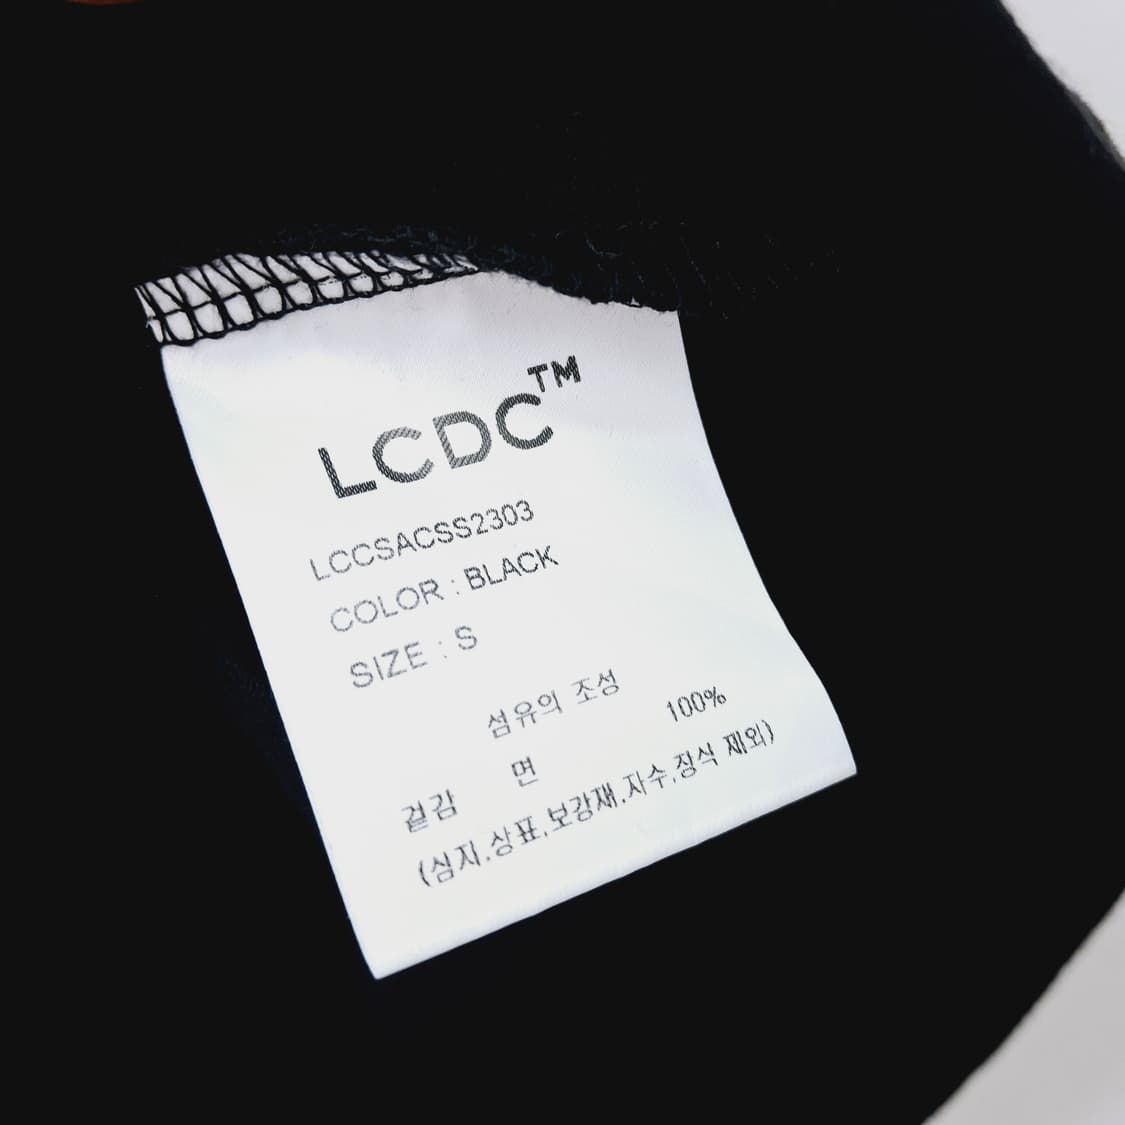 LCDC™
LCCSACSS2303
COLOR : BLACK
SIZE : S
섬유의 조성
겉감 면 100%
(심지,상표,보강재,자수,장식 제외)